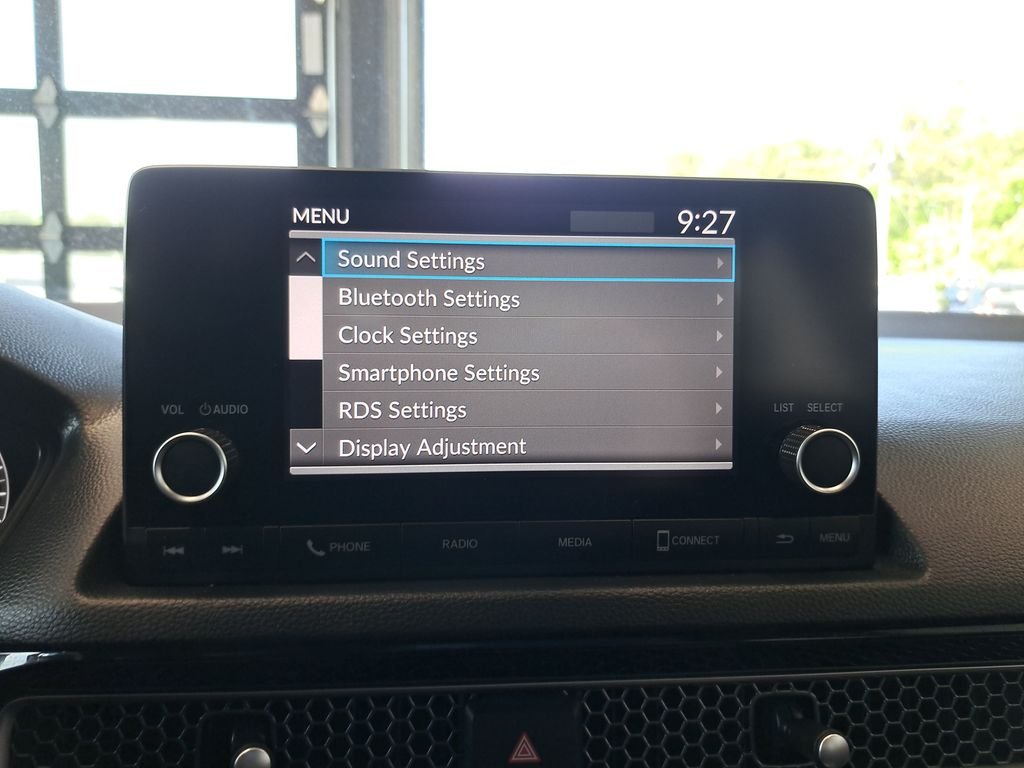 MENU 9:27
Sound Settings
Bluetooth Settings
Clock Settings
Smartphone Settings
RDS Settings
Display Adjustment
VOL AUDIO
LIST SELECT
PHONE RADIO MEDIA CONNECT MENU